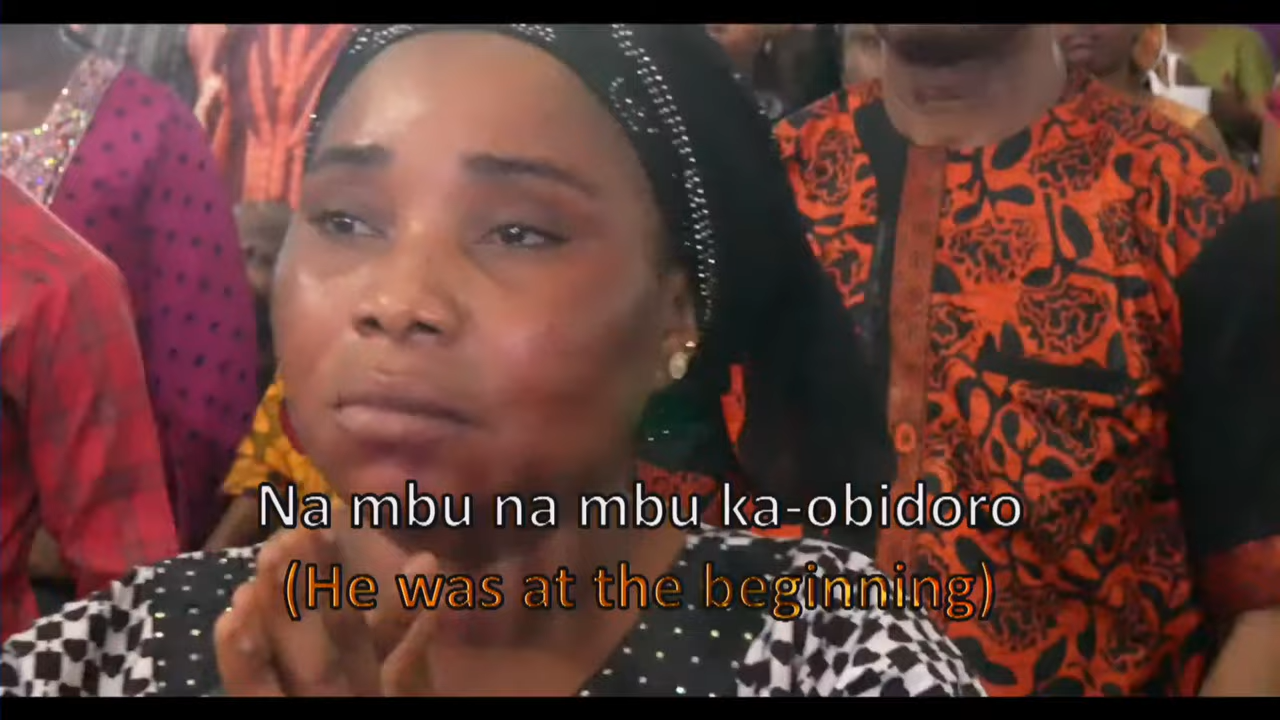 Na mbu na mbu ka-obidoro
(He was at the beginning)